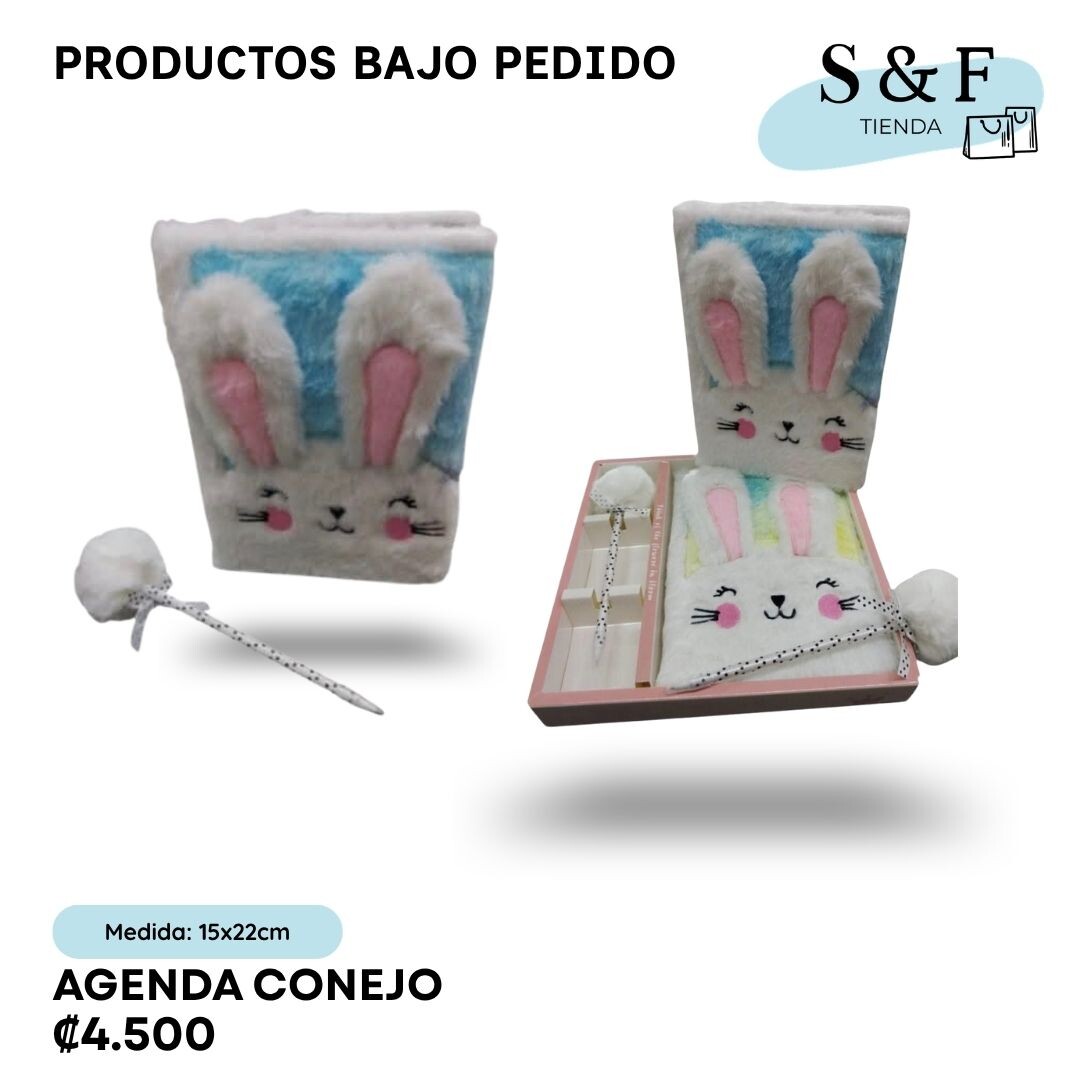 PRODUCTOS BAJO PEDIDO
S & F
TIENDA
Medida: 15x22cm
AGENDA CONEJO
₡4.500